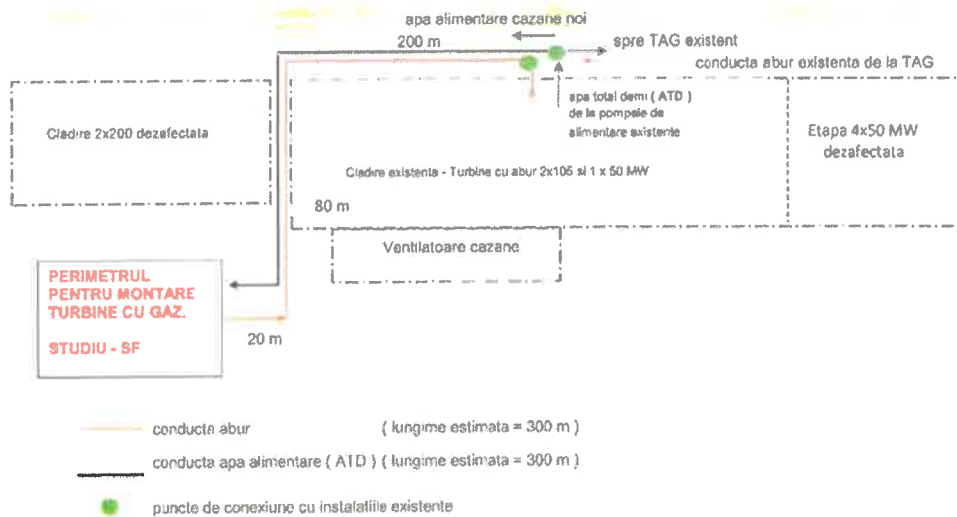 apa alimentare cazane noi
200 m
spre TAG existent
conducta abur existenta de la TAG
apa total demi ( ATD )
de la pompele de
alimentare existente
Cladire 2x200 dezafectata
Etapa 4x50 MW
dezafectata
Cladire existenta - Turbine cu abur 2x105 si 1 x 50 MW
80 m
Ventilatoare cazane
PERIMETRUL
PENTRU MONTARE
TURBINE CU GAZ.
STUDIU - SF
20 m
conducta abur ( lungime estimata = 300 m )
conducta apa alimentare ( ATD ) ( lungime estimata = 300 m )
puncte de conexiune cu instalatiile existente